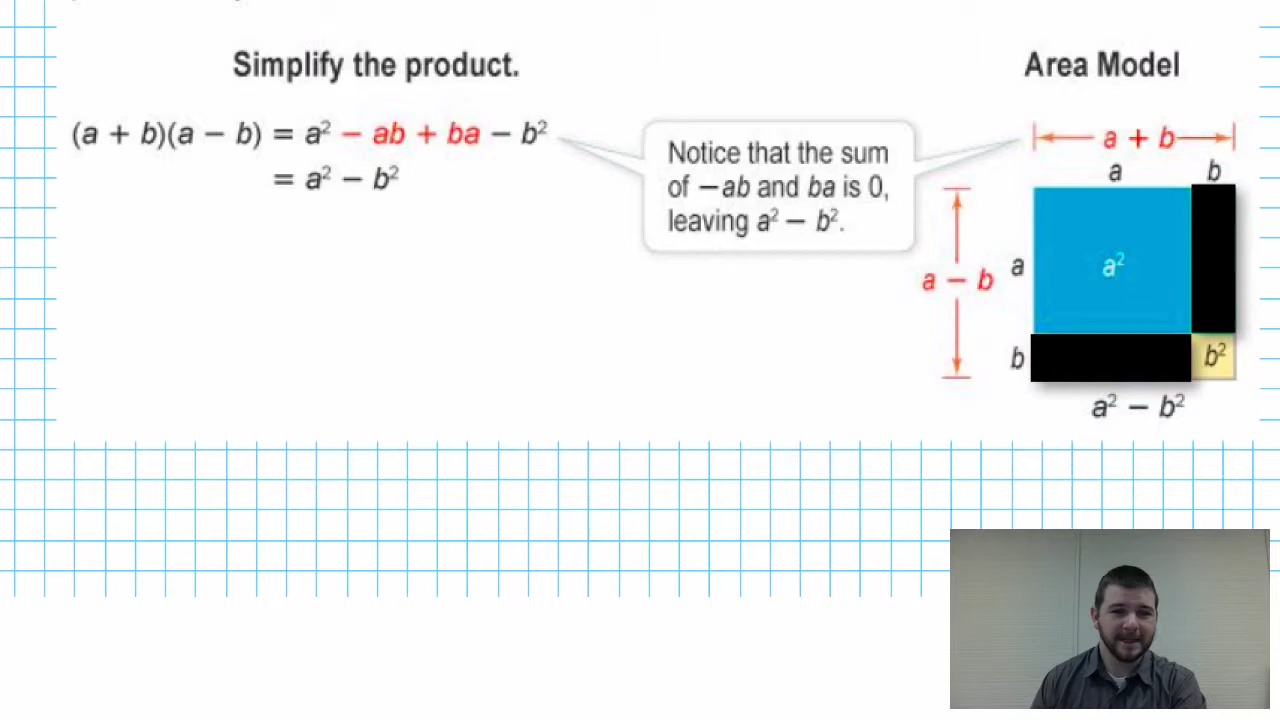 Simplify the product.
(a + b)(a − b) = a² − ab + ba − b²
= a² − b²
Notice that the sum
of −ab and ba is 0,
leaving a² − b².
Area Model
a + b
a b
a − b
a
a²
b
b²
a² − b²